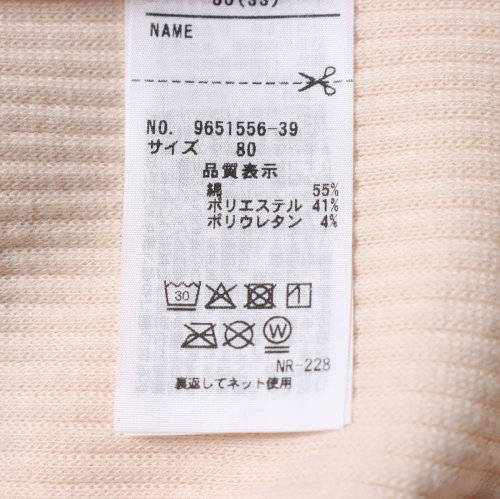 80(33)
NAME
NO. 9651556-39
サイズ 80
品質表示
綿 55%
ポリエステル 41%
ポリウレタン 4%
30
W
NR-228
裏返してネット使用